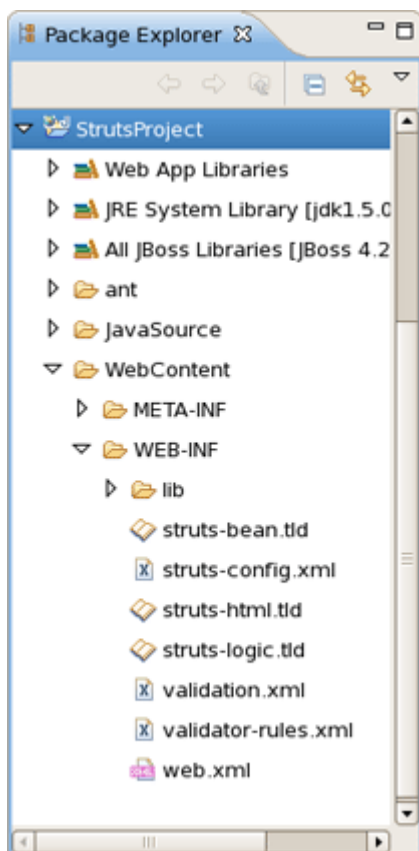 Package Explorer
StrutsProject
Web App Libraries
JRE System Library [jdk1.5.0
All JBoss Libraries [JBoss 4.2
ant
JavaSource
WebContent
META-INF
WEB-INF
lib
struts-bean.tld
struts-config.xml
struts-html.tld
struts-logic.tld
validation.xml
validator-rules.xml
web.xml